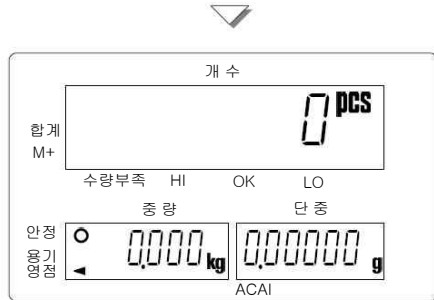 개 수
0 pcs
합계
M+
수량부족 HI OK LO
중 량 단 중
안정
용기
영점
0.000 kg 0.00000 g
ACAI